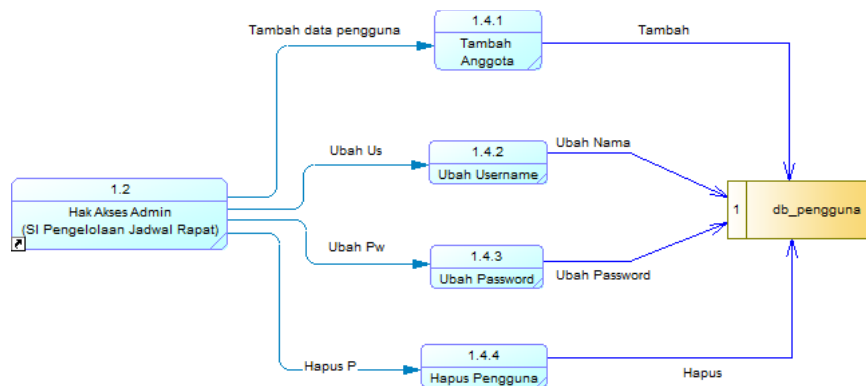 1.4.1
Tambah data pengguna
Tambah
Tambah
Anggota
1.4.2
Ubah Us
Ubah Nama
Ubah Username
1.2
Hak Akses Admin
(SI Pengelolaan Jadwal Rapat)
1
db_pengguna
1.4.3
Ubah Pw
Ubah Password
Ubah Password
1.4.4
Hapus P
Hapus Pengguna
Hapus